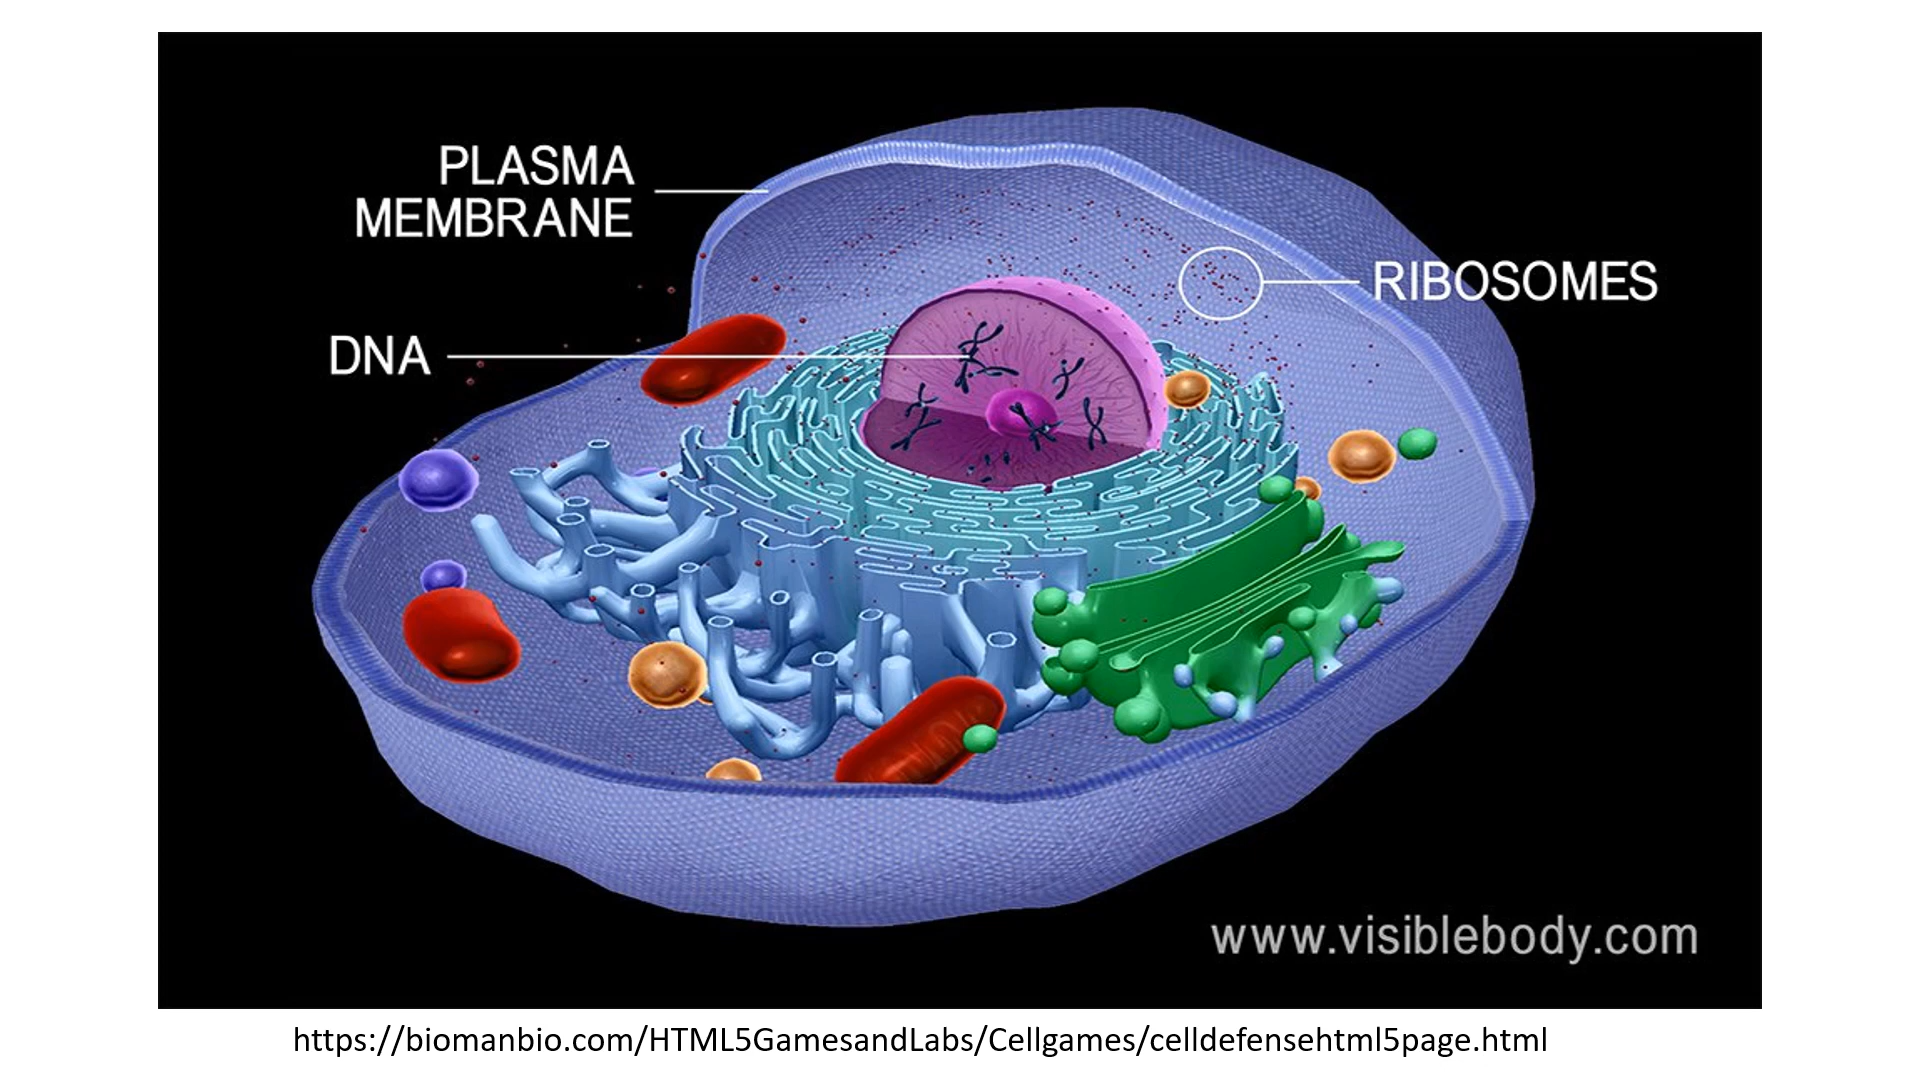 PLASMA
MEMBRANE
RIBOSOMES
DNA
www.visiblebody.com
https://biomanbio.com/HTML5GamesandLabs/Cellgames/celldefensehtml5page.html